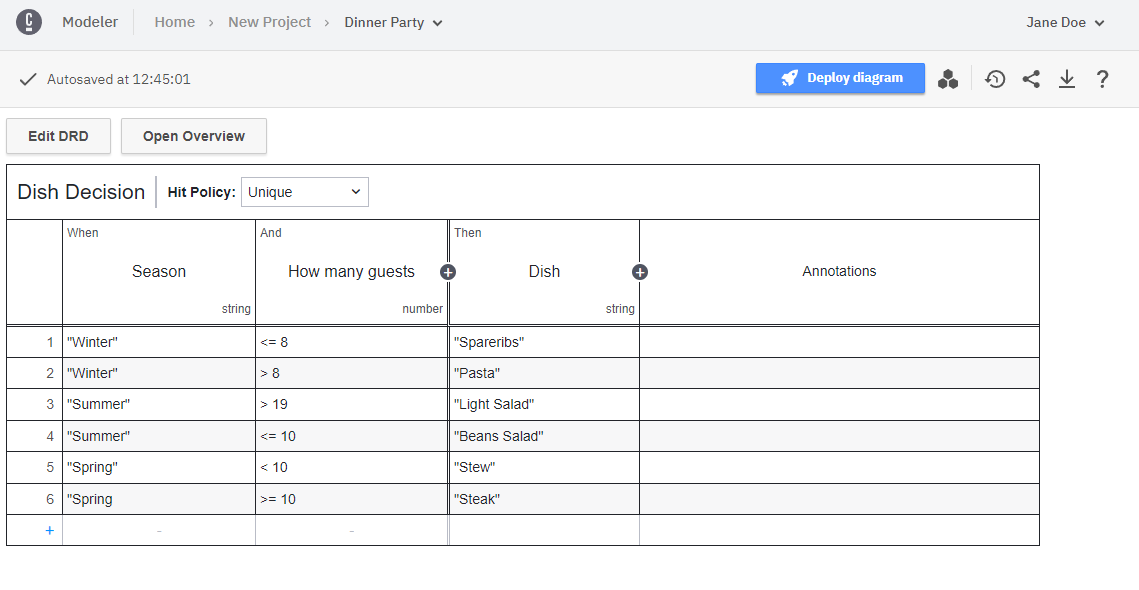 C Modeler Home › New Project › Dinner Party Jane Doe
Autosaved at 12:45:01 Deploy diagram ?
Edit DRD Open Overview
Dish Decision Hit Policy: Unique
When And Then
Season How many guests + Dish + Annotations
string number string
1 "Winter" <= 8 "Spareribs"
2 "Winter" > 8 "Pasta"
3 "Summer" > 19 "Light Salad"
4 "Summer" <= 10 "Beans Salad"
5 "Spring" < 10 "Stew"
6 "Spring >= 10 "Steak"
+ - -